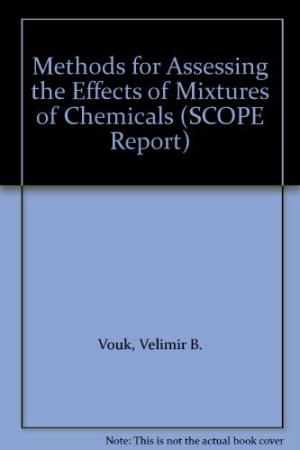 Methods for Assessing
the Effects of Mixtures
of Chemicals (SCOPE
Report)
Vouk, Velimir B.
Note: This is not the actual book cover